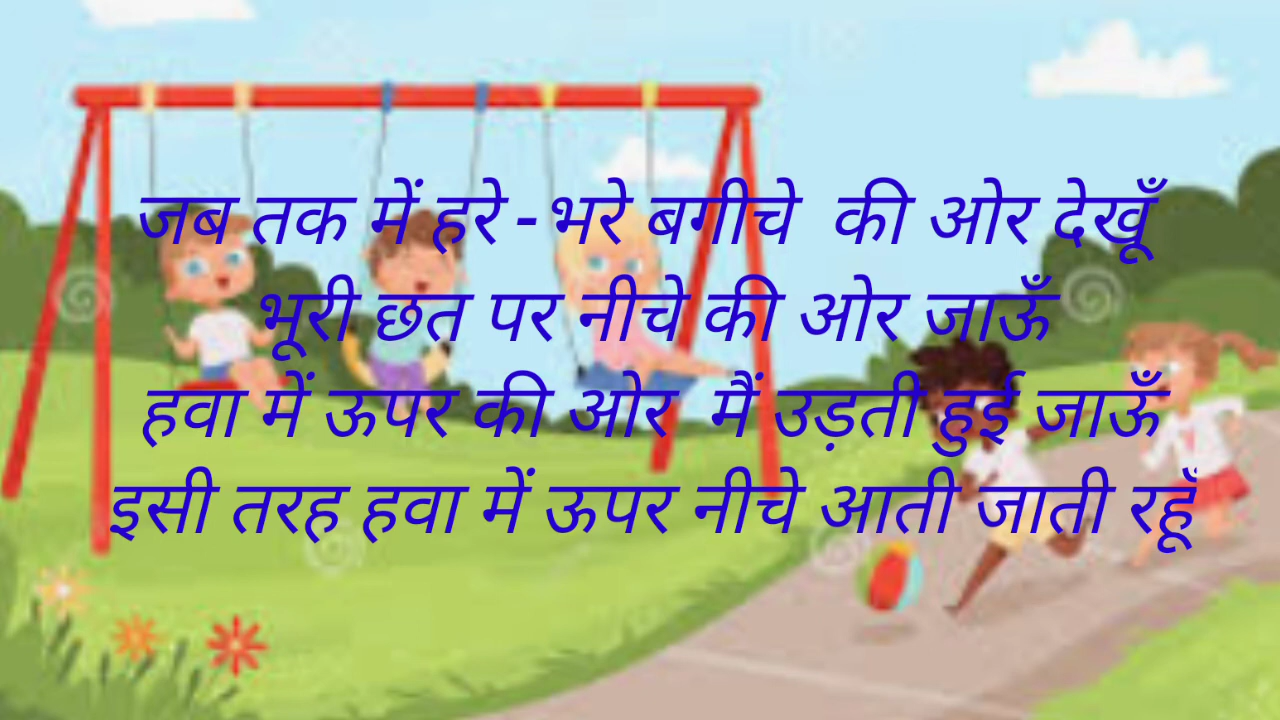 जब तक में हरे - भरे बगीचे की ओर देखूँ
भूरी छत पर नीचे की ओर जाऊँ
हवा में ऊपर की ओर मैं उड़ती हुई जाऊँ
इसी तरह हवा में ऊपर नीचे आती जाती रहूँ